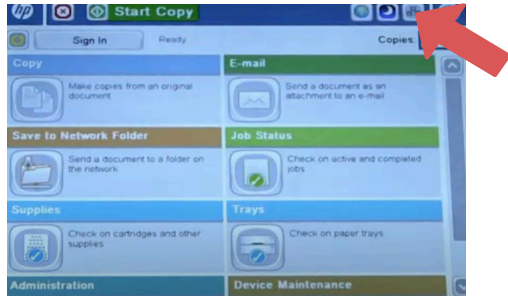 hp
Start Copy
Sign In
Ready
Copies:
Copy
Make copies from an original
document
E-mail
Send a document as an
attachment to an e-mail
Save to Network Folder
Send a document to a folder on
the network
Job Status
Check on active and completed
jobs
Supplies
Check on cartridges and other
supplies
Trays
Check on paper trays
Administration
Device Maintenance